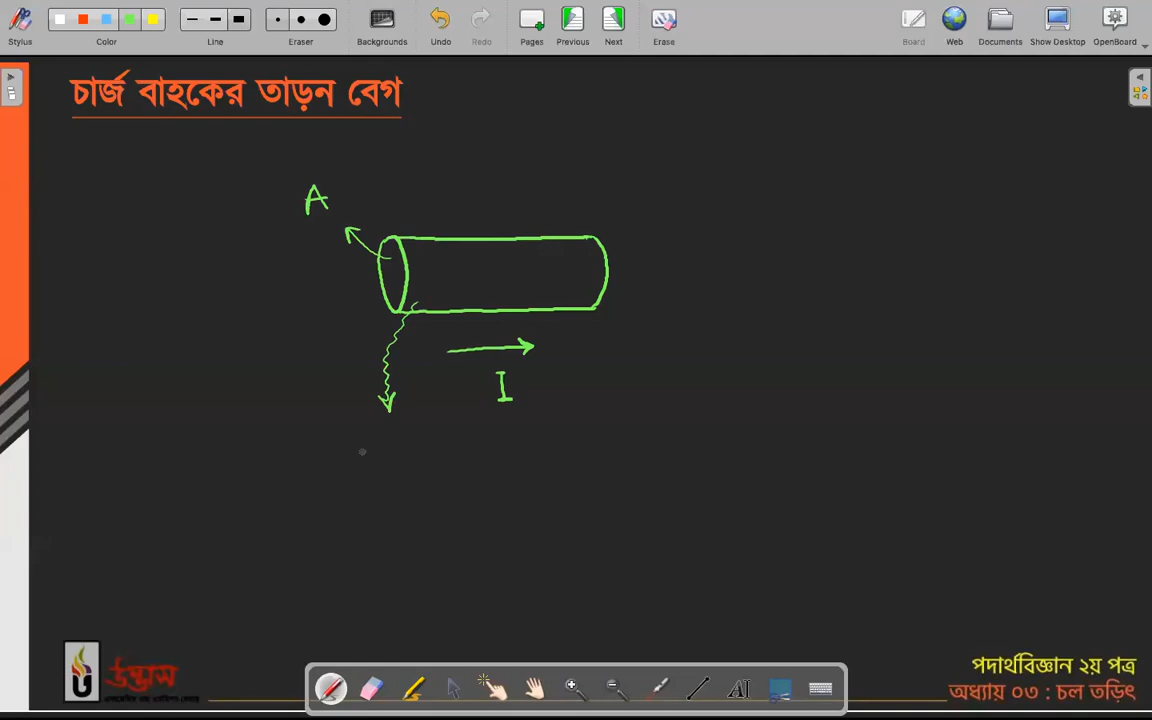 Stylus
Color
Line
Eraser
Backgrounds
Undo
Redo
Pages
Previous
Next
Erase
Board
Web
Documents
Show Desktop
OpenBoard
চার্জ বাহকের তাড়ন বেগ
A
I
উদ্ভাস
পদার্থবিজ্ঞান ২য় পত্র
অধ্যায় ০৩ : চল তড়িৎ